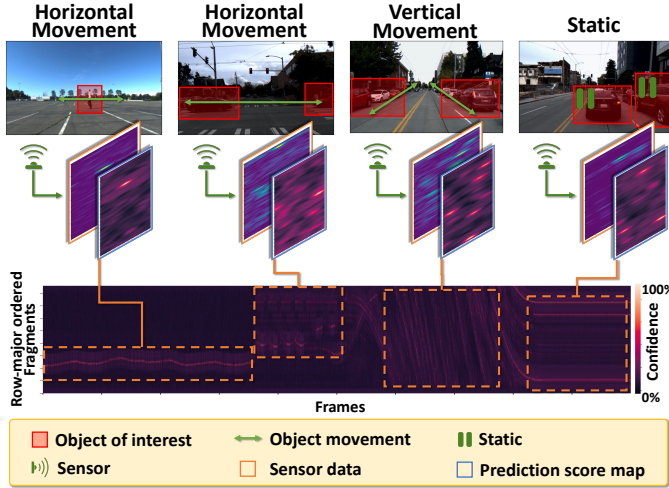 Horizontal Movement
Horizontal Movement
Vertical Movement
Static
Row-major ordered Fragments
100%
Confidence
0%
Frames
Object of interest
Object movement
Static
Sensor
Sensor data
Prediction score map